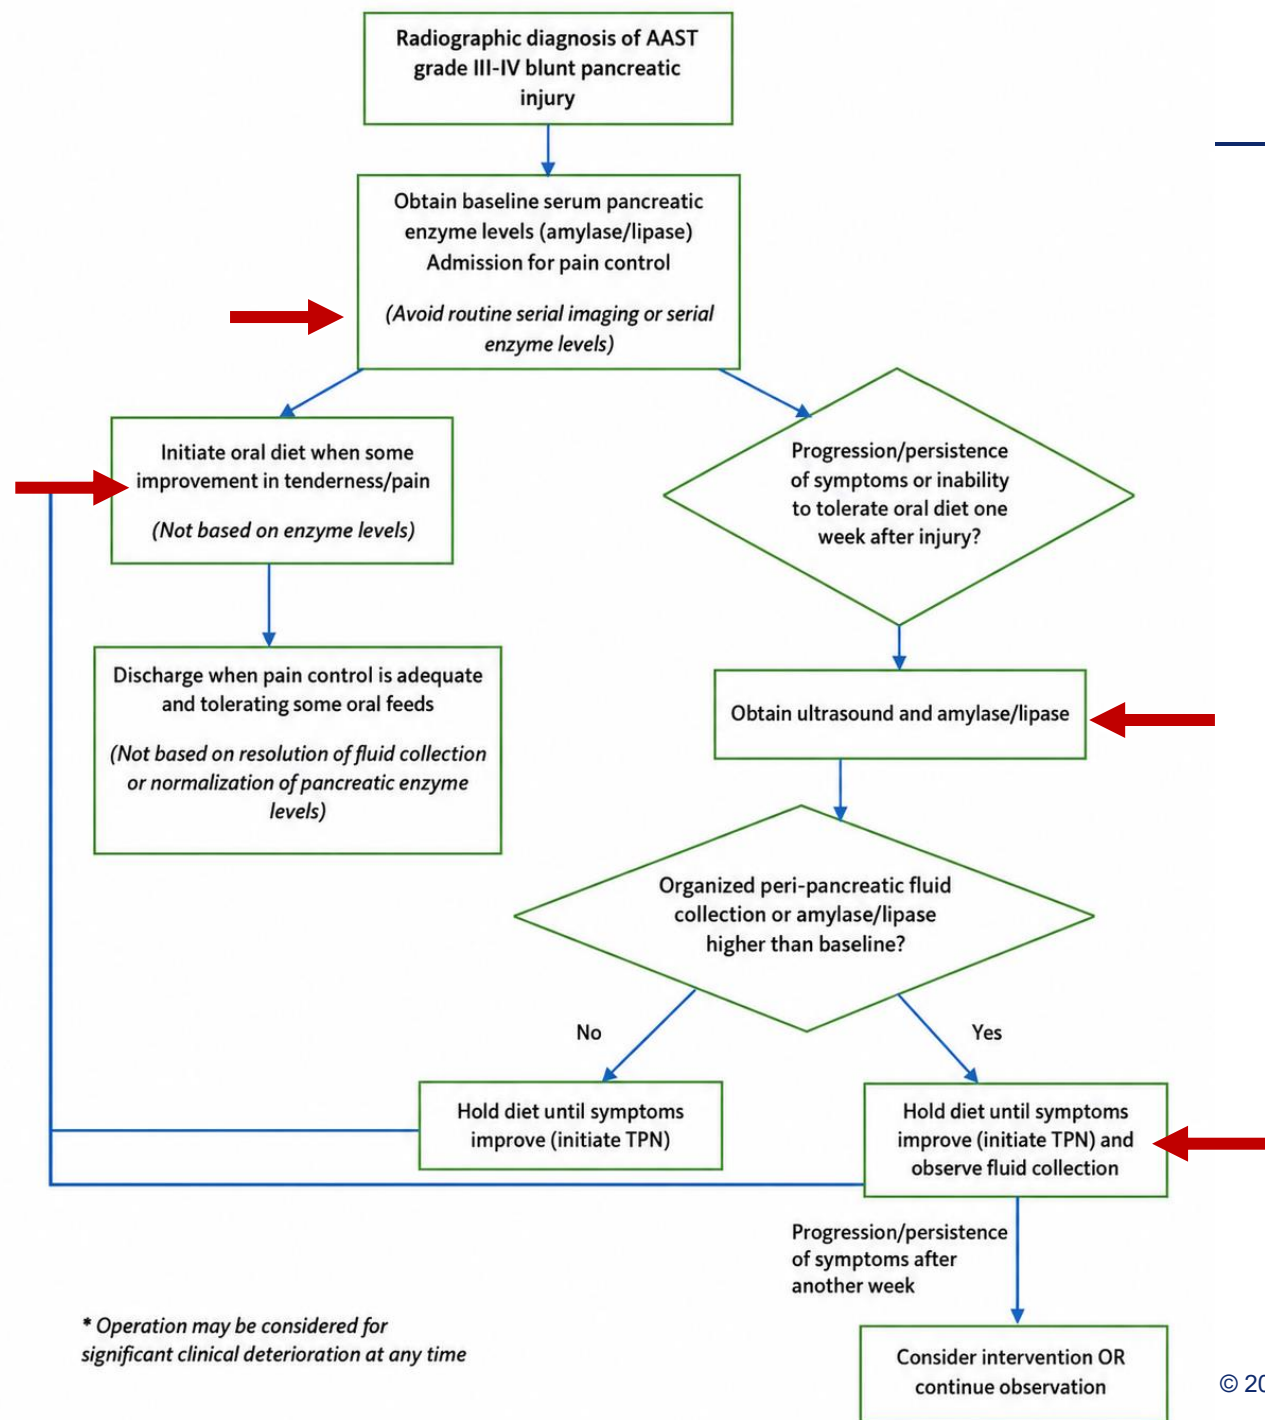 Radiographic diagnosis of AAST
grade III-IV blunt pancreatic
injury
Obtain baseline serum pancreatic
enzyme levels (amylase/lipase)
Admission for pain control
(Avoid routine serial imaging or serial
enzyme levels)
Initiate oral diet when some
improvement in tenderness/pain
(Not based on enzyme levels)
Progression/persistence
of symptoms or inability
to tolerate oral diet one
week after injury?
Discharge when pain control is adequate
and tolerating some oral feeds
(Not based on resolution of fluid collection
or normalization of pancreatic enzyme
levels)
Obtain ultrasound and amylase/lipase
Organized peri-pancreatic fluid
collection or amylase/lipase
higher than baseline?
No
Yes
Hold diet until symptoms
improve (initiate TPN)
Hold diet until symptoms
improve (initiate TPN) and
observe fluid collection
Progression/persistence
of symptoms after
another week
* Operation may be considered for
significant clinical deterioration at any time
Consider intervention OR
continue observation
© 20